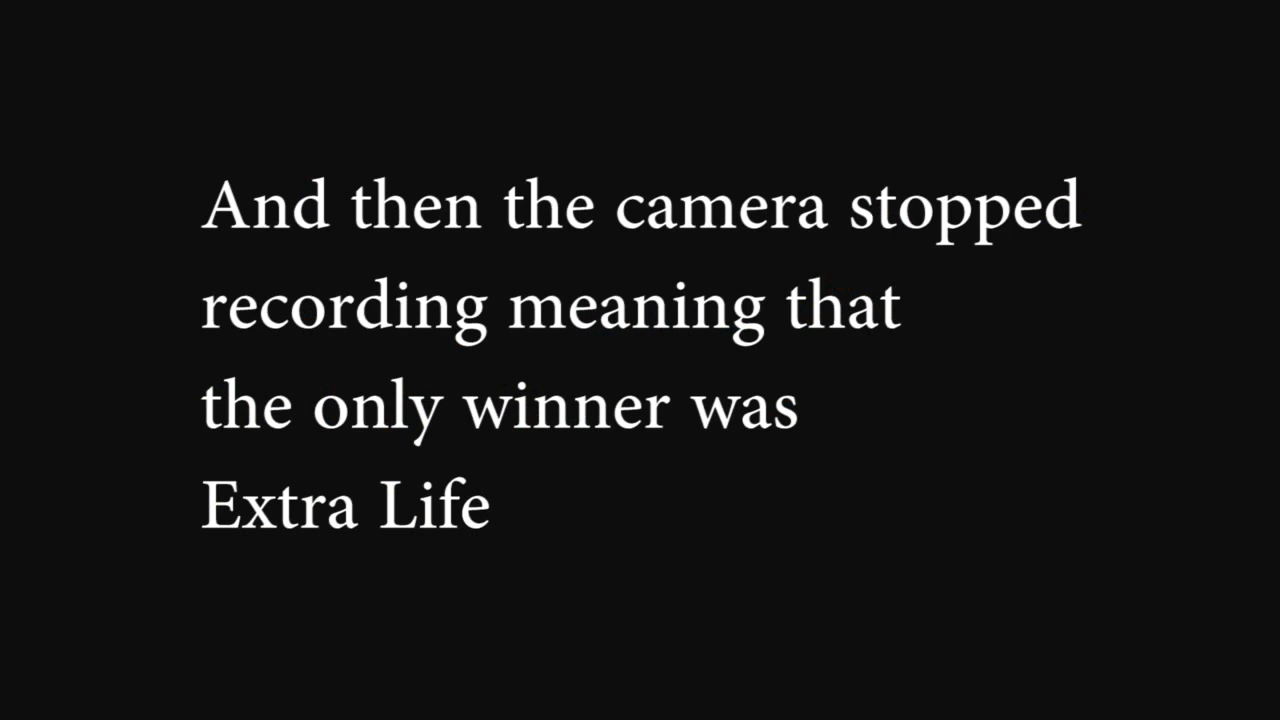 And then the camera stopped
recording meaning that
the only winner was
Extra Life